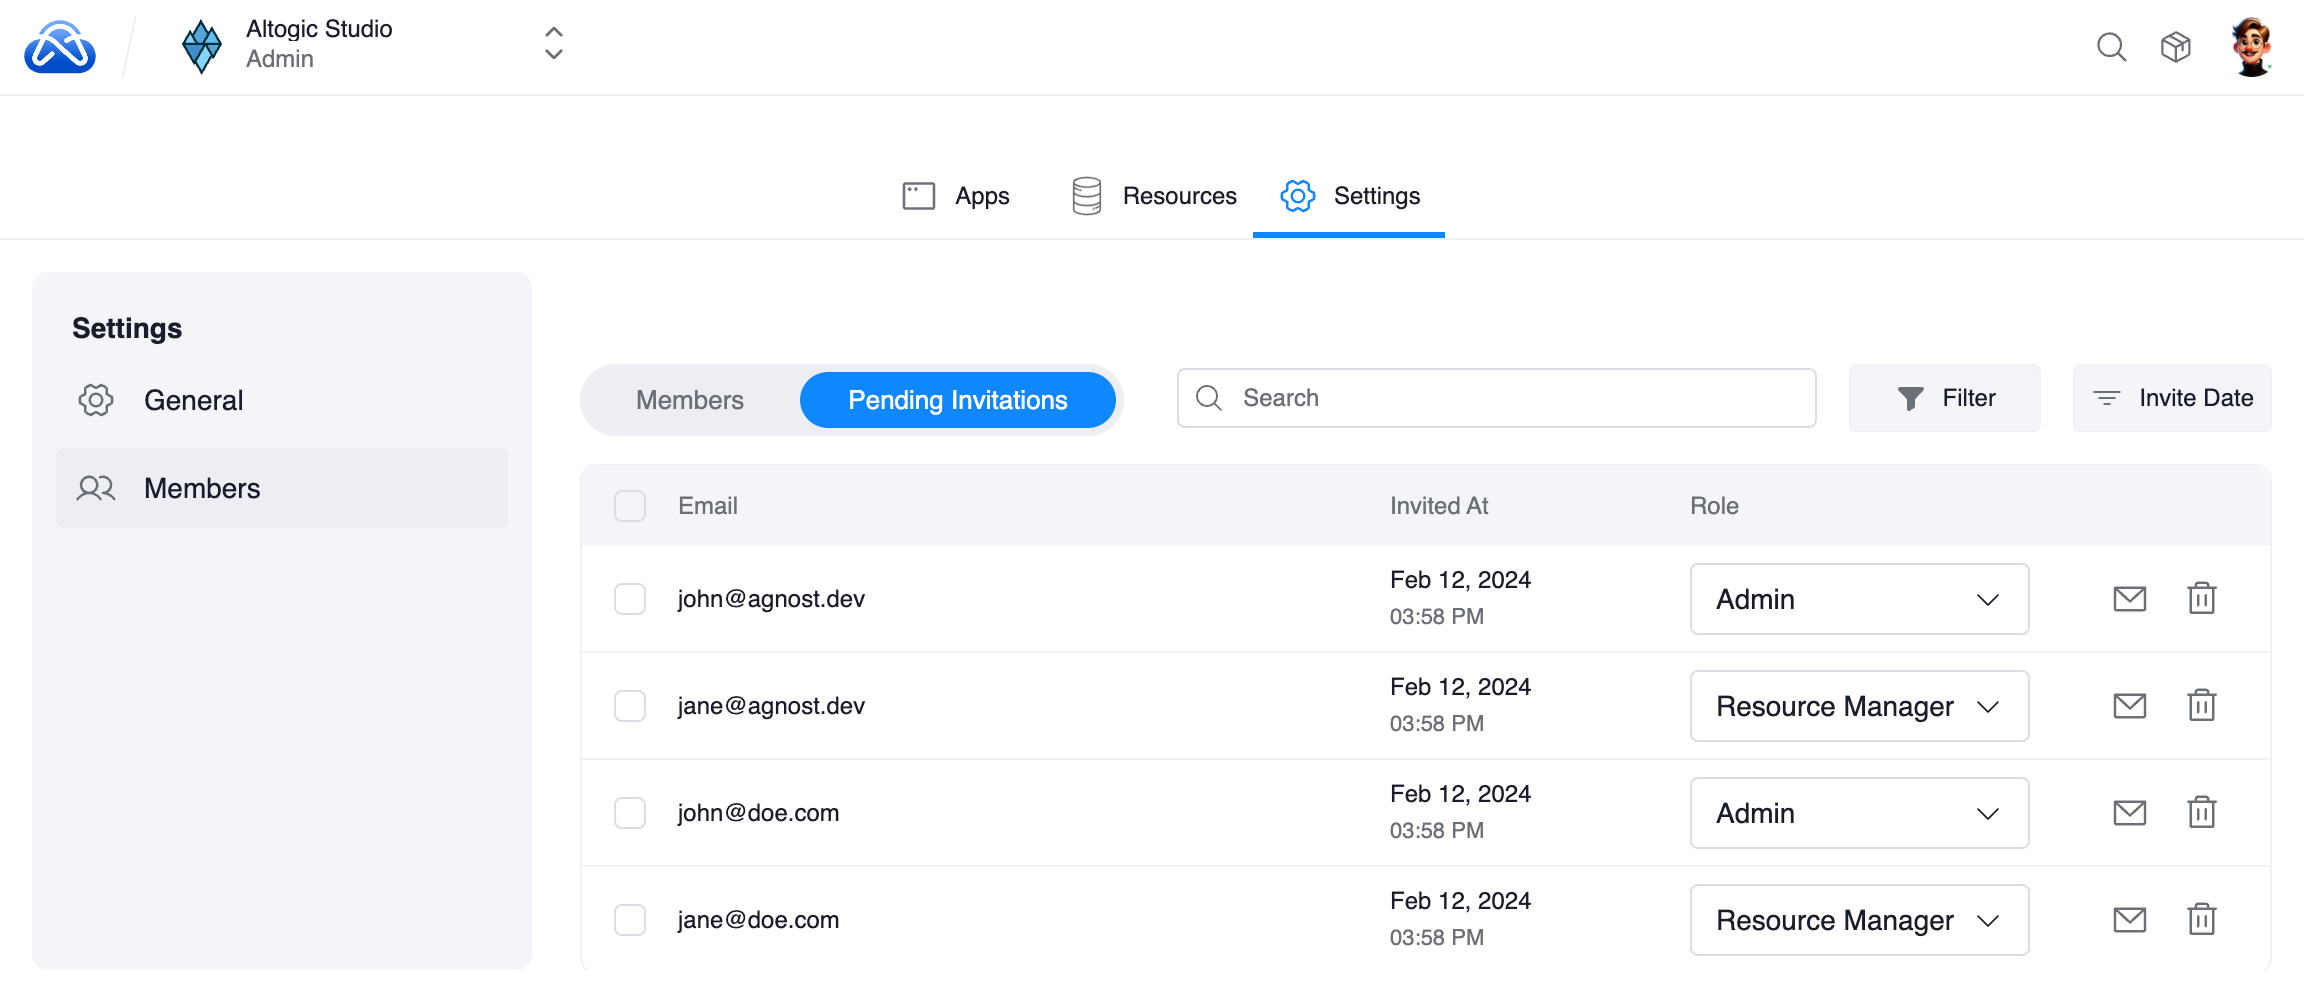 Altogic Studio
Admin
Apps
Resources
Settings
Settings
General
Members
Members
Pending Invitations
Search
Filter
Invite Date
Email
Invited At
Role
john@agnost.dev
Feb 12, 2024
03:58 PM
Admin
jane@agnost.dev
Feb 12, 2024
03:58 PM
Resource Manager
john@doe.com
Feb 12, 2024
03:58 PM
Admin
jane@doe.com
Feb 12, 2024
03:58 PM
Resource Manager